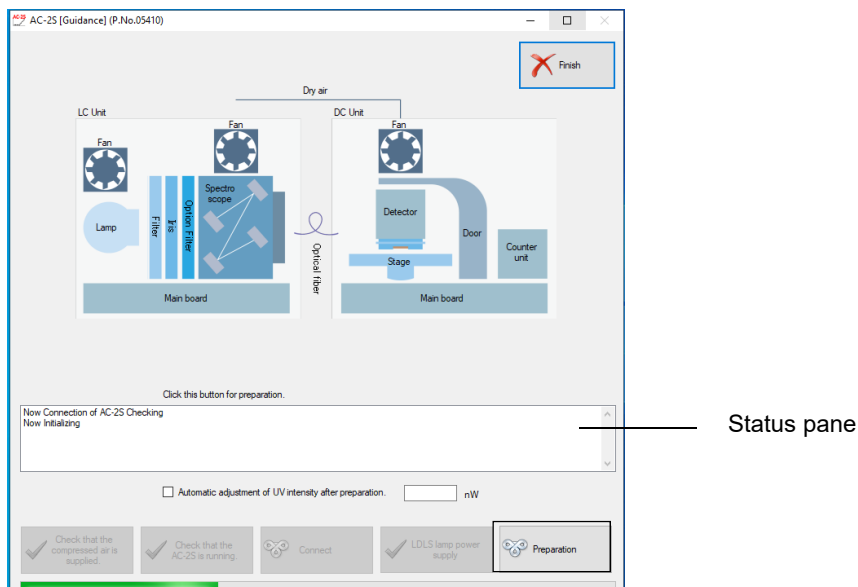 AC-2S [Guidance] (P.No.05410)
Finish
Dry air
LC Unit
DC Unit
Fan
Fan
Fan
Spectro
scope
Lamp
Filter
Iris
Option Filter
Optical fiber
Detector
Door
Stage
Counter
unit
Main board
Main board
Click this button for preparation.
Now Connection of AC-2S Checking
Now Initializing
Status pane
Automatic adjustment of UV intensity after preparation.
nW
Check that the
compressed air is
supplied.
Check that the
AC-2S is running.
Connect
LDLS lamp power
supply
Preparation